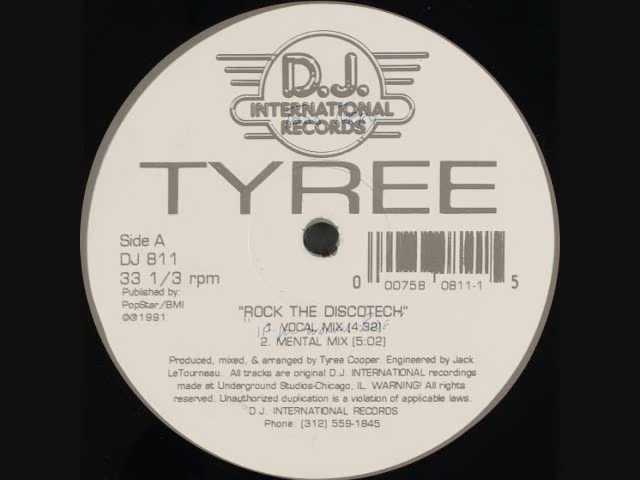 D.J.
INTERNATIONAL
RECORDS
TYREE
Side A
DJ 811
33 1/3 rpm
Published by:
PopStar/BMI
©℗1991
0 00758 0811-1 5
"ROCK THE DISCOTECH"
1. VOCAL MIX (4:32)
2. MENTAL MIX (5:02)
Produced, mixed, & arranged by Tyree Cooper. Engineered by Jack
LeTourneau. All tracks are original D.J. INTERNATIONAL recordings
made at Underground Studios-Chicago, IL. WARNING! All rights
reserved. Unauthorized duplication is a violation of applicable laws.
D.J. INTERNATIONAL RECORDS
Phone: (312) 559-1845